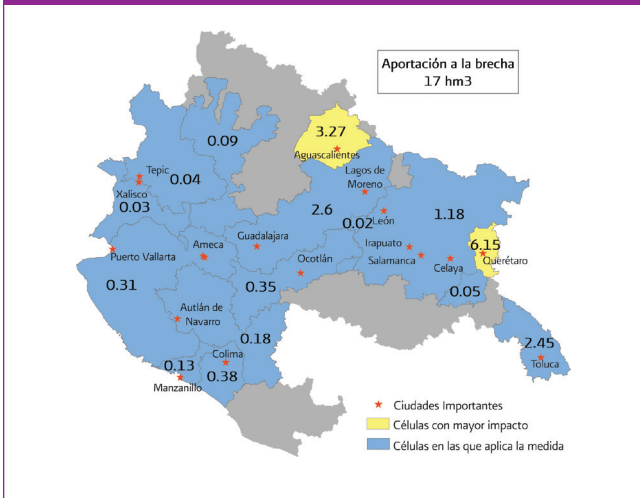 Aportación a la brecha
17 hm3
3.27
Aguascalientes
0.09
Lagos de
Moreno
Tepic
0.04
Xalisco
0.03
2.6
0.02
León
1.18
Puerto Vallarta
Ameca
Guadalajara
Ocotlán
Irapuato
Salamanca
Celaya
6.15
Querétaro
0.31
0.35
0.05
Autlán de
Navarro
0.18
2.45
Toluca
Colima
0.13
0.38
Manzanillo
Ciudades Importantes
Células con mayor impacto
Células en las que aplica la medida